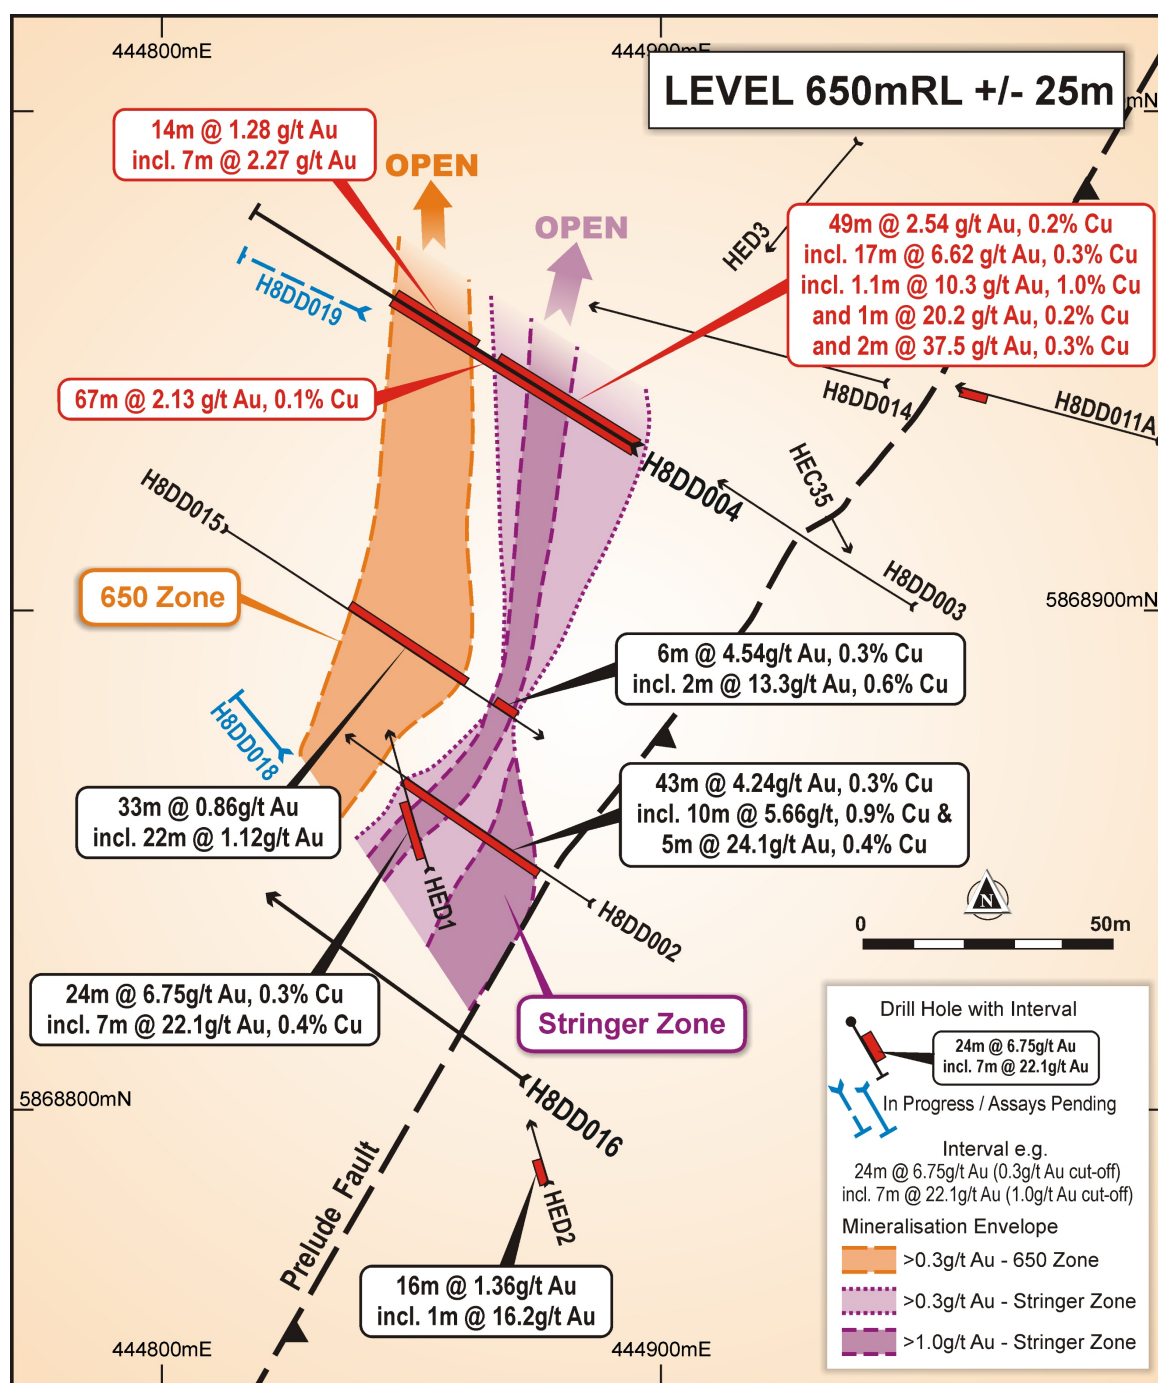 444800mE
444900mE
LEVEL 650mRL +/- 25m
mN
14m @ 1.28 g/t Au
incl. 7m @ 2.27 g/t Au
OPEN
OPEN
HED3
49m @ 2.54 g/t Au, 0.2% Cu
incl. 17m @ 6.62 g/t Au, 0.3% Cu
incl. 1.1m @ 10.3 g/t Au, 1.0% Cu
and 1m @ 20.2 g/t Au, 0.2% Cu
and 2m @ 37.5 g/t Au, 0.3% Cu
H8DD019
67m @ 2.13 g/t Au, 0.1% Cu
H8DD014
H8DD011A
H8DD004
HEC35
H8DD015
H8DD003
650 Zone
5868900mN
6m @ 4.54g/t Au, 0.3% Cu
incl. 2m @ 13.3g/t Au, 0.6% Cu
H8DD018
33m @ 0.86g/t Au
incl. 22m @ 1.12g/t Au
43m @ 4.24g/t Au, 0.3% Cu
incl. 10m @ 5.66g/t, 0.9% Cu &
5m @ 24.1g/t Au, 0.4% Cu
HED1
H8DD002
N
0
50m
24m @ 6.75g/t Au, 0.3% Cu
incl. 7m @ 22.1g/t Au, 0.4% Cu
Stringer Zone
5868800mN
H8DD016
Prelude Fault
HED2
16m @ 1.36g/t Au
incl. 1m @ 16.2g/t Au
Drill Hole with Interval
24m @ 6.75g/t Au
incl. 7m @ 22.1g/t Au
In Progress / Assays Pending
Interval e.g.
24m @ 6.75g/t Au (0.3g/t Au cut-off)
incl. 7m @ 22.1g/t Au (1.0g/t Au cut-off)
Mineralisation Envelope
>0.3g/t Au - 650 Zone
>0.3g/t Au - Stringer Zone
>1.0g/t Au - Stringer Zone
444800mE
444900mE